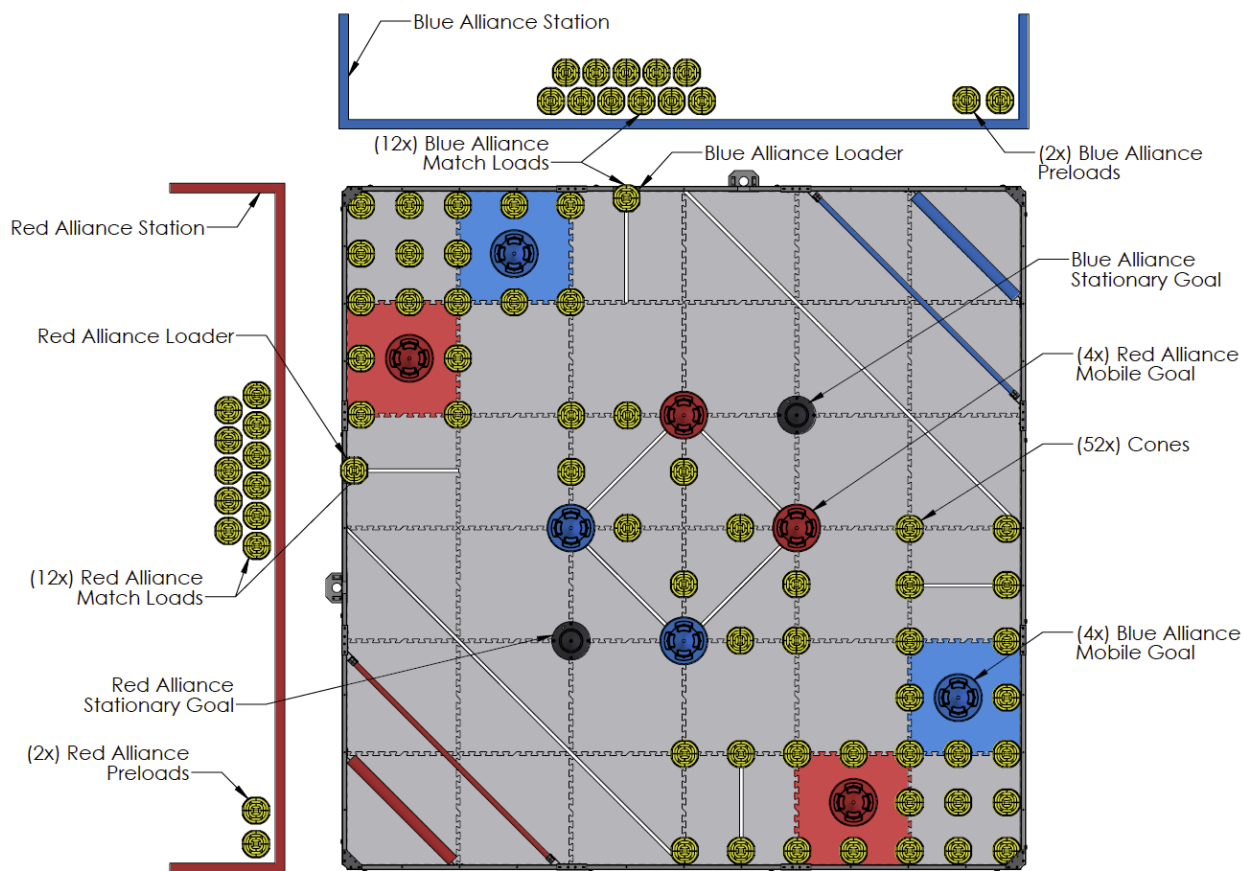 Blue Alliance Station
(12x) Blue Alliance
Match Loads
Blue Alliance Loader
(2x) Blue Alliance
Preloads
Red Alliance Station
Blue Alliance
Stationary Goal
Red Alliance Loader
(4x) Red Alliance
Mobile Goal
(52x) Cones
(12x) Red Alliance
Match Loads
(4x) Blue Alliance
Mobile Goal
Red Alliance
Stationary Goal
(2x) Red Alliance
Preloads